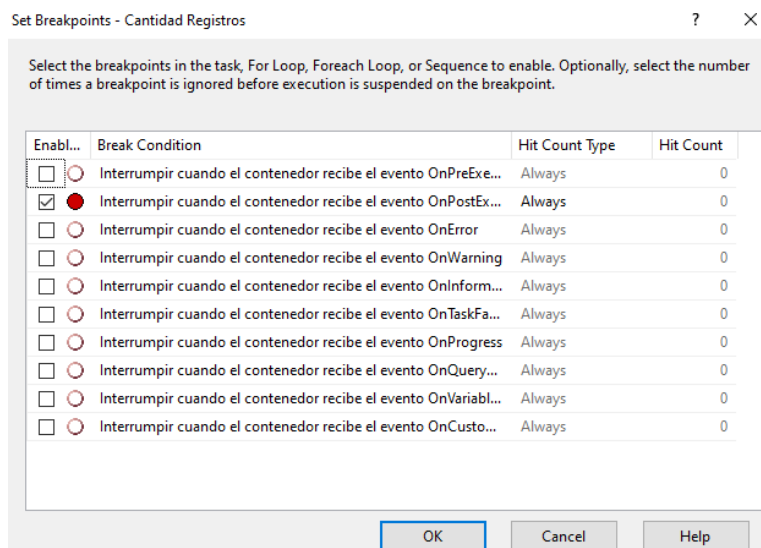 Set Breakpoints - Cantidad Registros
Select the breakpoints in the task, For Loop, Foreach Loop, or Sequence to enable. Optionally, select the number
of times a breakpoint is ignored before execution is suspended on the breakpoint.
Enabl... Break Condition Hit Count Type Hit Count
Interrumpir cuando el contenedor recibe el evento OnPreExe... Always 0
Interrumpir cuando el contenedor recibe el evento OnPostEx... Always 0
Interrumpir cuando el contenedor recibe el evento OnError Always 0
Interrumpir cuando el contenedor recibe el evento OnWarning Always 0
Interrumpir cuando el contenedor recibe el evento OnInform... Always 0
Interrumpir cuando el contenedor recibe el evento OnTaskFa... Always 0
Interrumpir cuando el contenedor recibe el evento OnProgress Always 0
Interrumpir cuando el contenedor recibe el evento OnQuery... Always 0
Interrumpir cuando el contenedor recibe el evento OnVariabl... Always 0
Interrumpir cuando el contenedor recibe el evento OnCusto... Always 0
OK Cancel Help